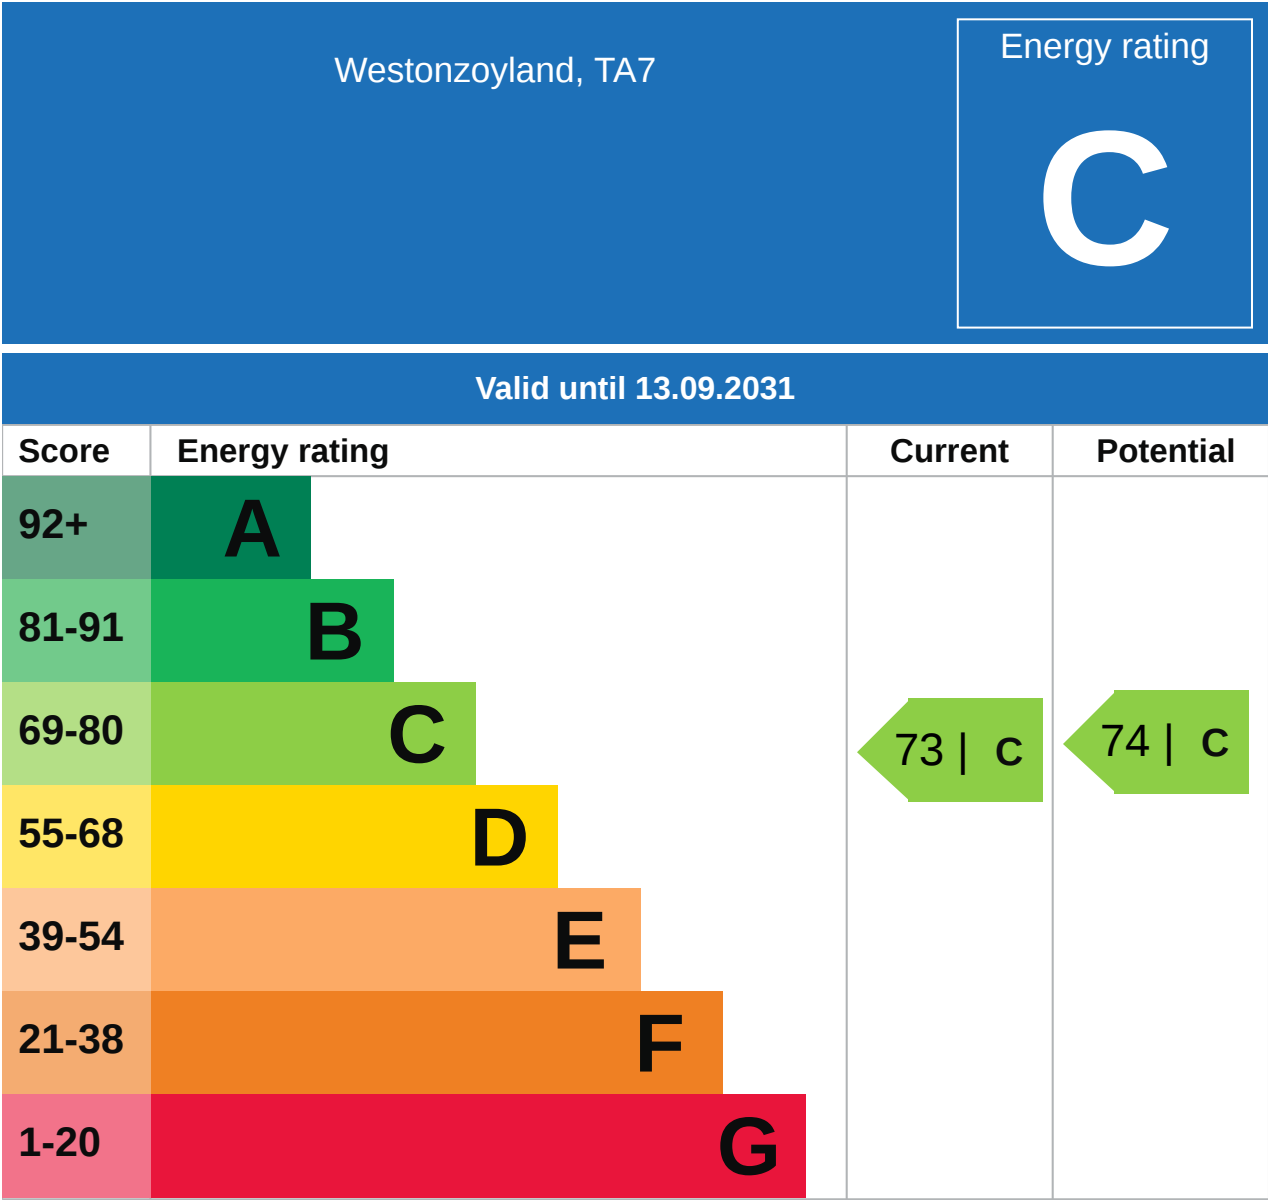 Westonzoyland, TA7
Energy rating
C
Valid until 13.09.2031
Score Energy rating Current Potential
92+ A
81-91 B
69-80 C
73 | C
74 | C
55-68 D
39-54 E
21-38 F
1-20 G